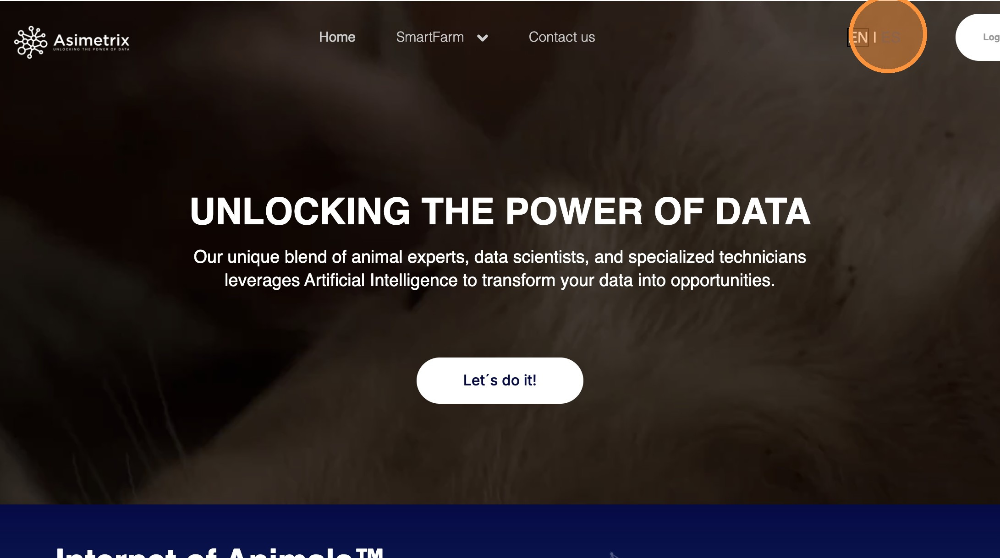 Asimetrix
UNLOCKING THE POWER OF DATA
Home
SmartFarm
Contact us
EN | ES
Log
UNLOCKING THE POWER OF DATA
Our unique blend of animal experts, data scientists, and specialized technicians
leverages Artificial Intelligence to transform your data into opportunities.
Let´s do it!
Internet of Animals™